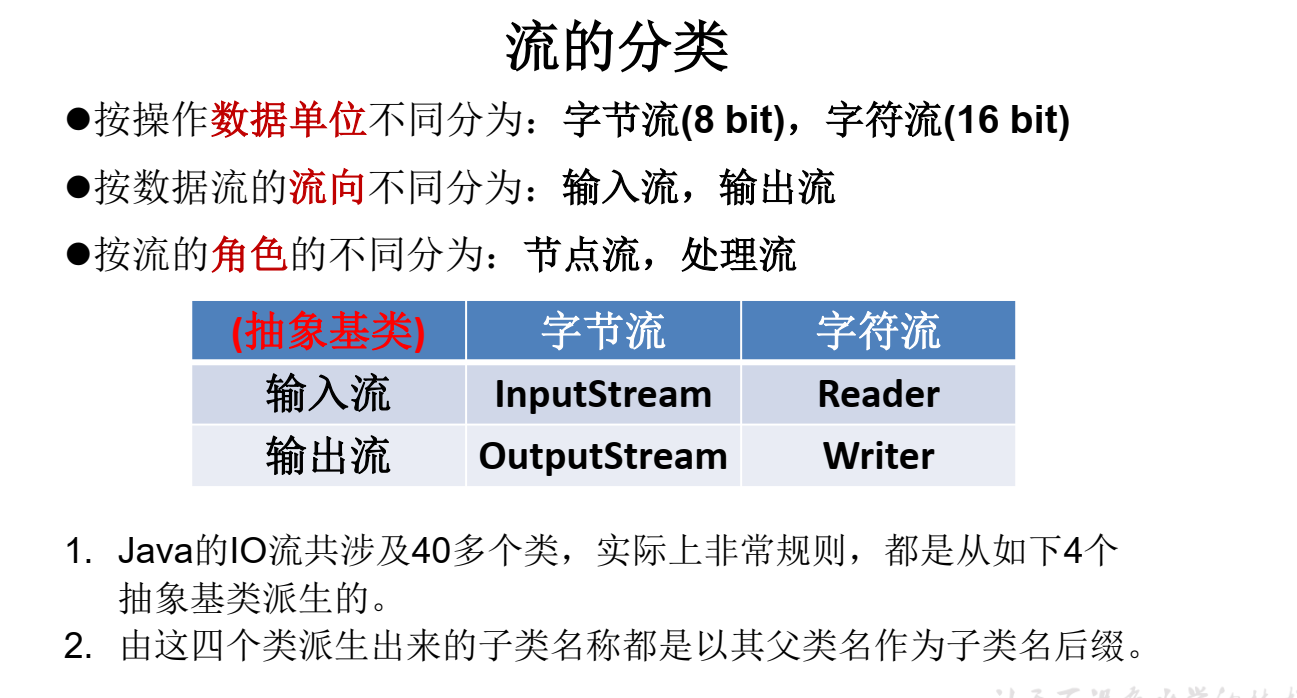 流的分类
●按操作数据单位不同分为：字节流(8 bit)，字符流(16 bit)
●按数据流的流向不同分为：输入流，输出流
●按流的角色的不同分为：节点流，处理流
(抽象基类) 字节流 字符流
输入流 InputStream Reader
输出流 OutputStream Writer
1. Java的IO流共涉及40多个类，实际上非常规则，都是从如下4个
抽象基类派生的。
2. 由这四个类派生出来的子类名称都是以其父类名作为子类名后缀。